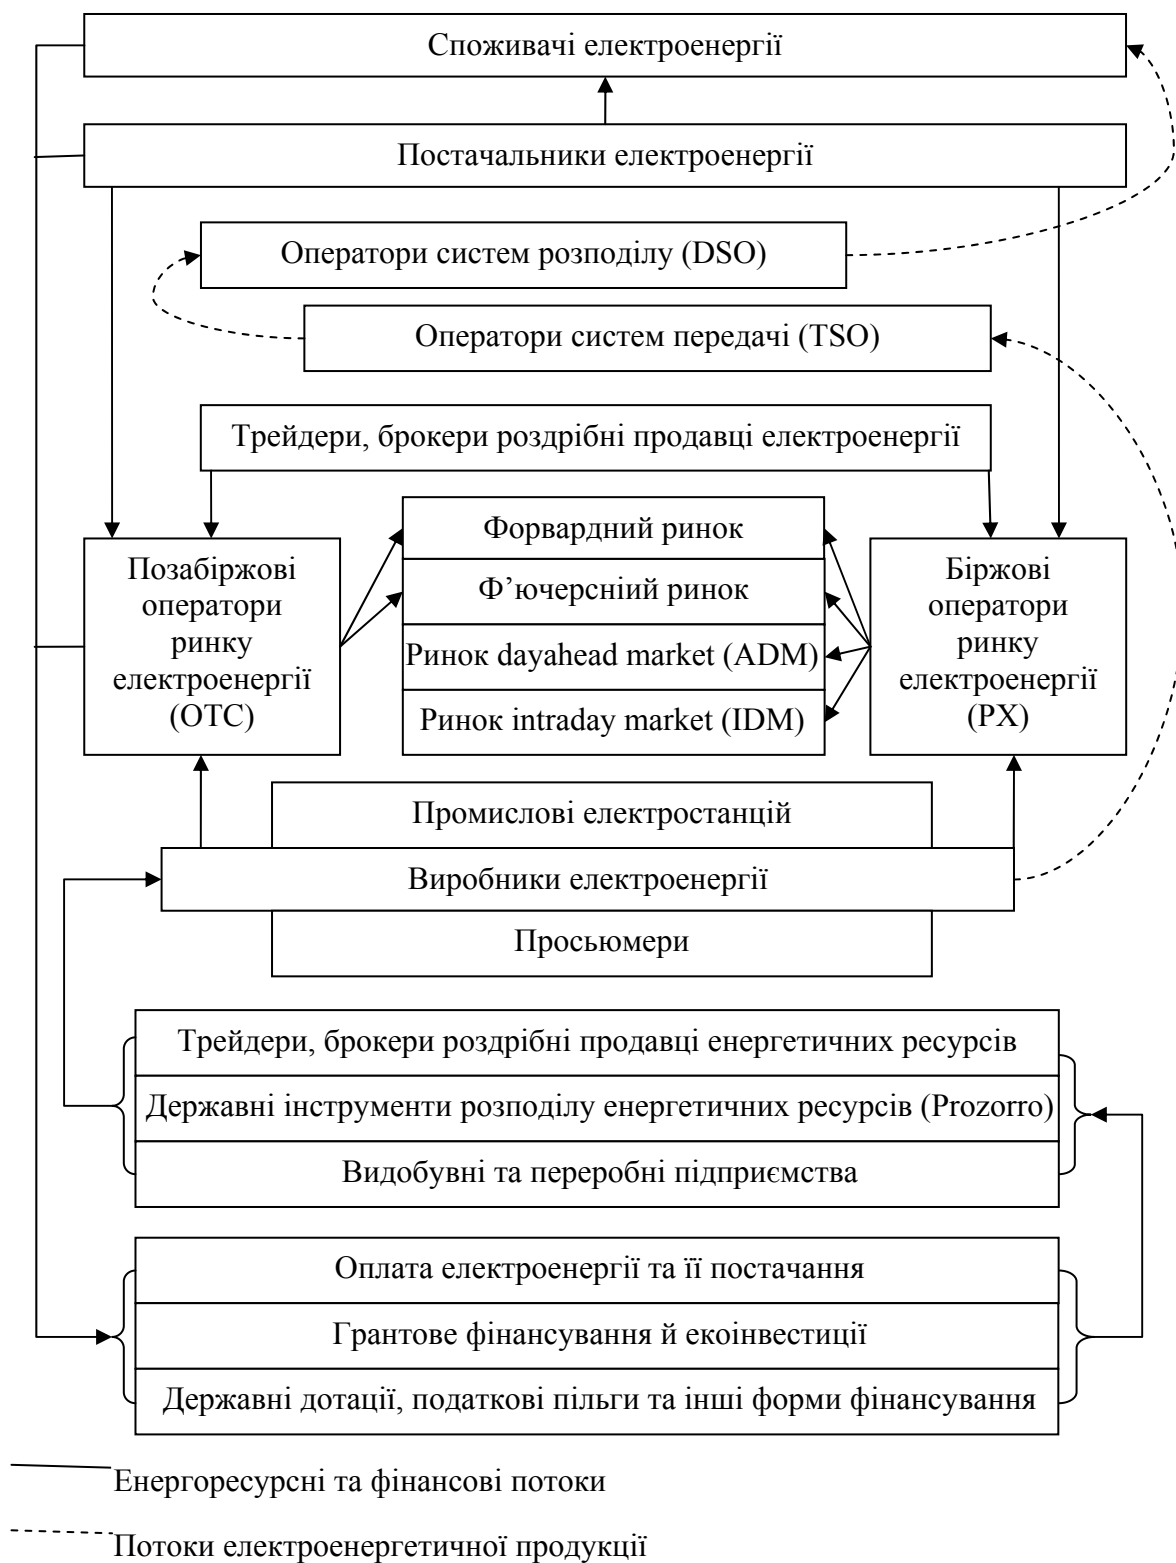 Споживачі електроенергії
Постачальники електроенергії
Оператори систем розподілу (DSO)
Оператори систем передачі (TSO)
Трейдери, брокери роздрібні продавці електроенергії
Позабіржові
оператори
ринку
електроенергії
(OTC)
Форвардний ринок
Ф’ючерсніий ринок
Ринок dayahead market (ADM)
Ринок intraday market (IDM)
Біржові
оператори
ринку
електроенергії
(PX)
Промислові електростанцій
Виробники електроенергії
Просьюмери
Трейдери, брокери роздрібні продавці енергетичних ресурсів
Державні інструменти розподілу енергетичних ресурсів (Prozorro)
Видобувні та переробні підприємства
Оплата електроенергії та її постачання
Грантове фінансування й екоінвестиції
Державні дотації, податкові пільги та інші форми фінансування
Енергоресурсні та фінансові потоки
Потоки електроенергетичної продукції